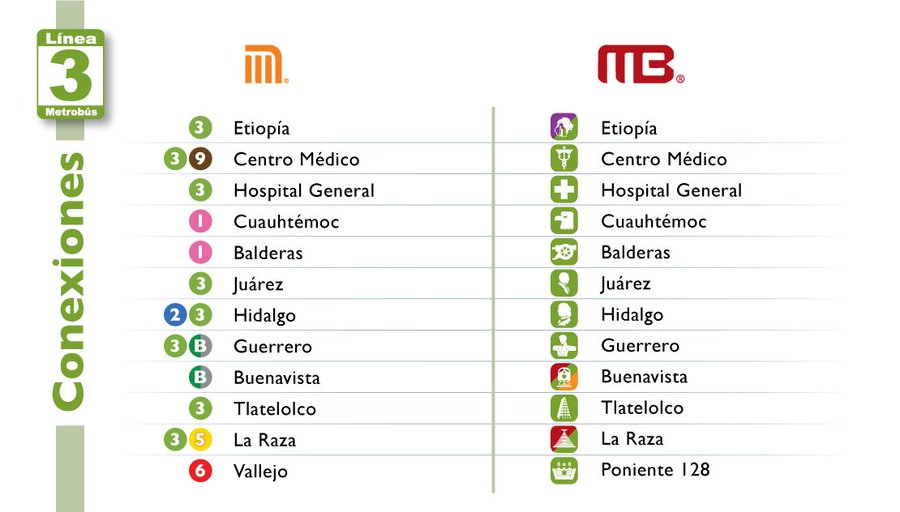 Línea
3
Metrobús
Conexiones
M®
MB®
3 Etiopía Etiopía
3 9 Centro Médico Centro Médico
3 Hospital General Hospital General
1 Cuauhtémoc Cuauhtémoc
1 Balderas Balderas
3 Juárez Juárez
2 3 Hidalgo Hidalgo
3 B Guerrero Guerrero
B Buenavista Buenavista
3 Tlatelolco Tlatelolco
3 5 La Raza La Raza
6 Vallejo Poniente 128